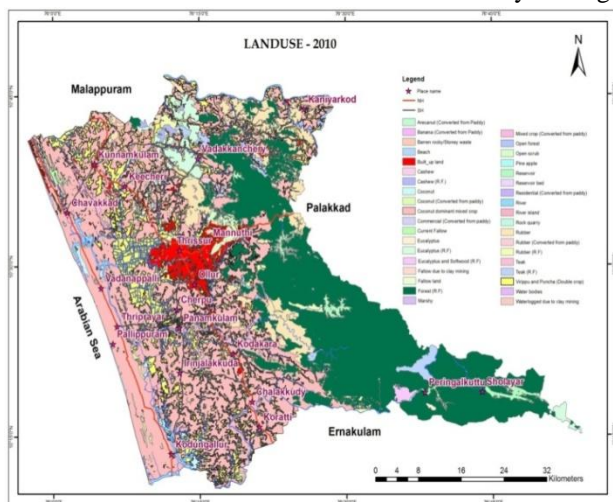 LANDUSE - 2010
N
Malappuram
Palakkad
Ernakulam
Arabian Sea
Kaniyarkod
Vadakkanchery
Kunnamkulam
Keechery
Chavakkad
Mannuthy
Thrissur
Ollur
Vadanappalli
Cherpu
Thriprayar
Panamkulam
Pallippuram
Kodakara
Irinjalakkuda
Chalakkudy
Koratti
Kodungallur
Peringalkuttu
Sholayar
Legend
Place name
NH
SH
Arecanut (Converted from Paddy)
Banana (Converted from Paddy)
Barren rocky/Stoney waste
Beach
Built_up land
Cashew
Cashew (R.F)
Coconut
Coconut (Converted from paddy)
Coconut dominant mixed crop
Commercial (Converted from paddy)
Current Fallow
Eucalyptus
Eucalyptus (R.F)
Eucalyptus and Softwood (R.F)
Fallow due to clay mining
Fallow land
Forest (R.F)
Marshy
Mixed crop (Converted from paddy)
Open forest
Open scrub
Pine apple
Reservoir
Reservoir bed
Residential (Converted from paddy)
River
River island
Rock quarry
Rubber
Rubber (Converted from paddy)
Rubber (R.F)
Teak
Teak (R.F)
Virippu and Puncha (Double crop)
Water bodies
Waterlogged due to clay mining
0 4 8 16 24 32
Kilometers